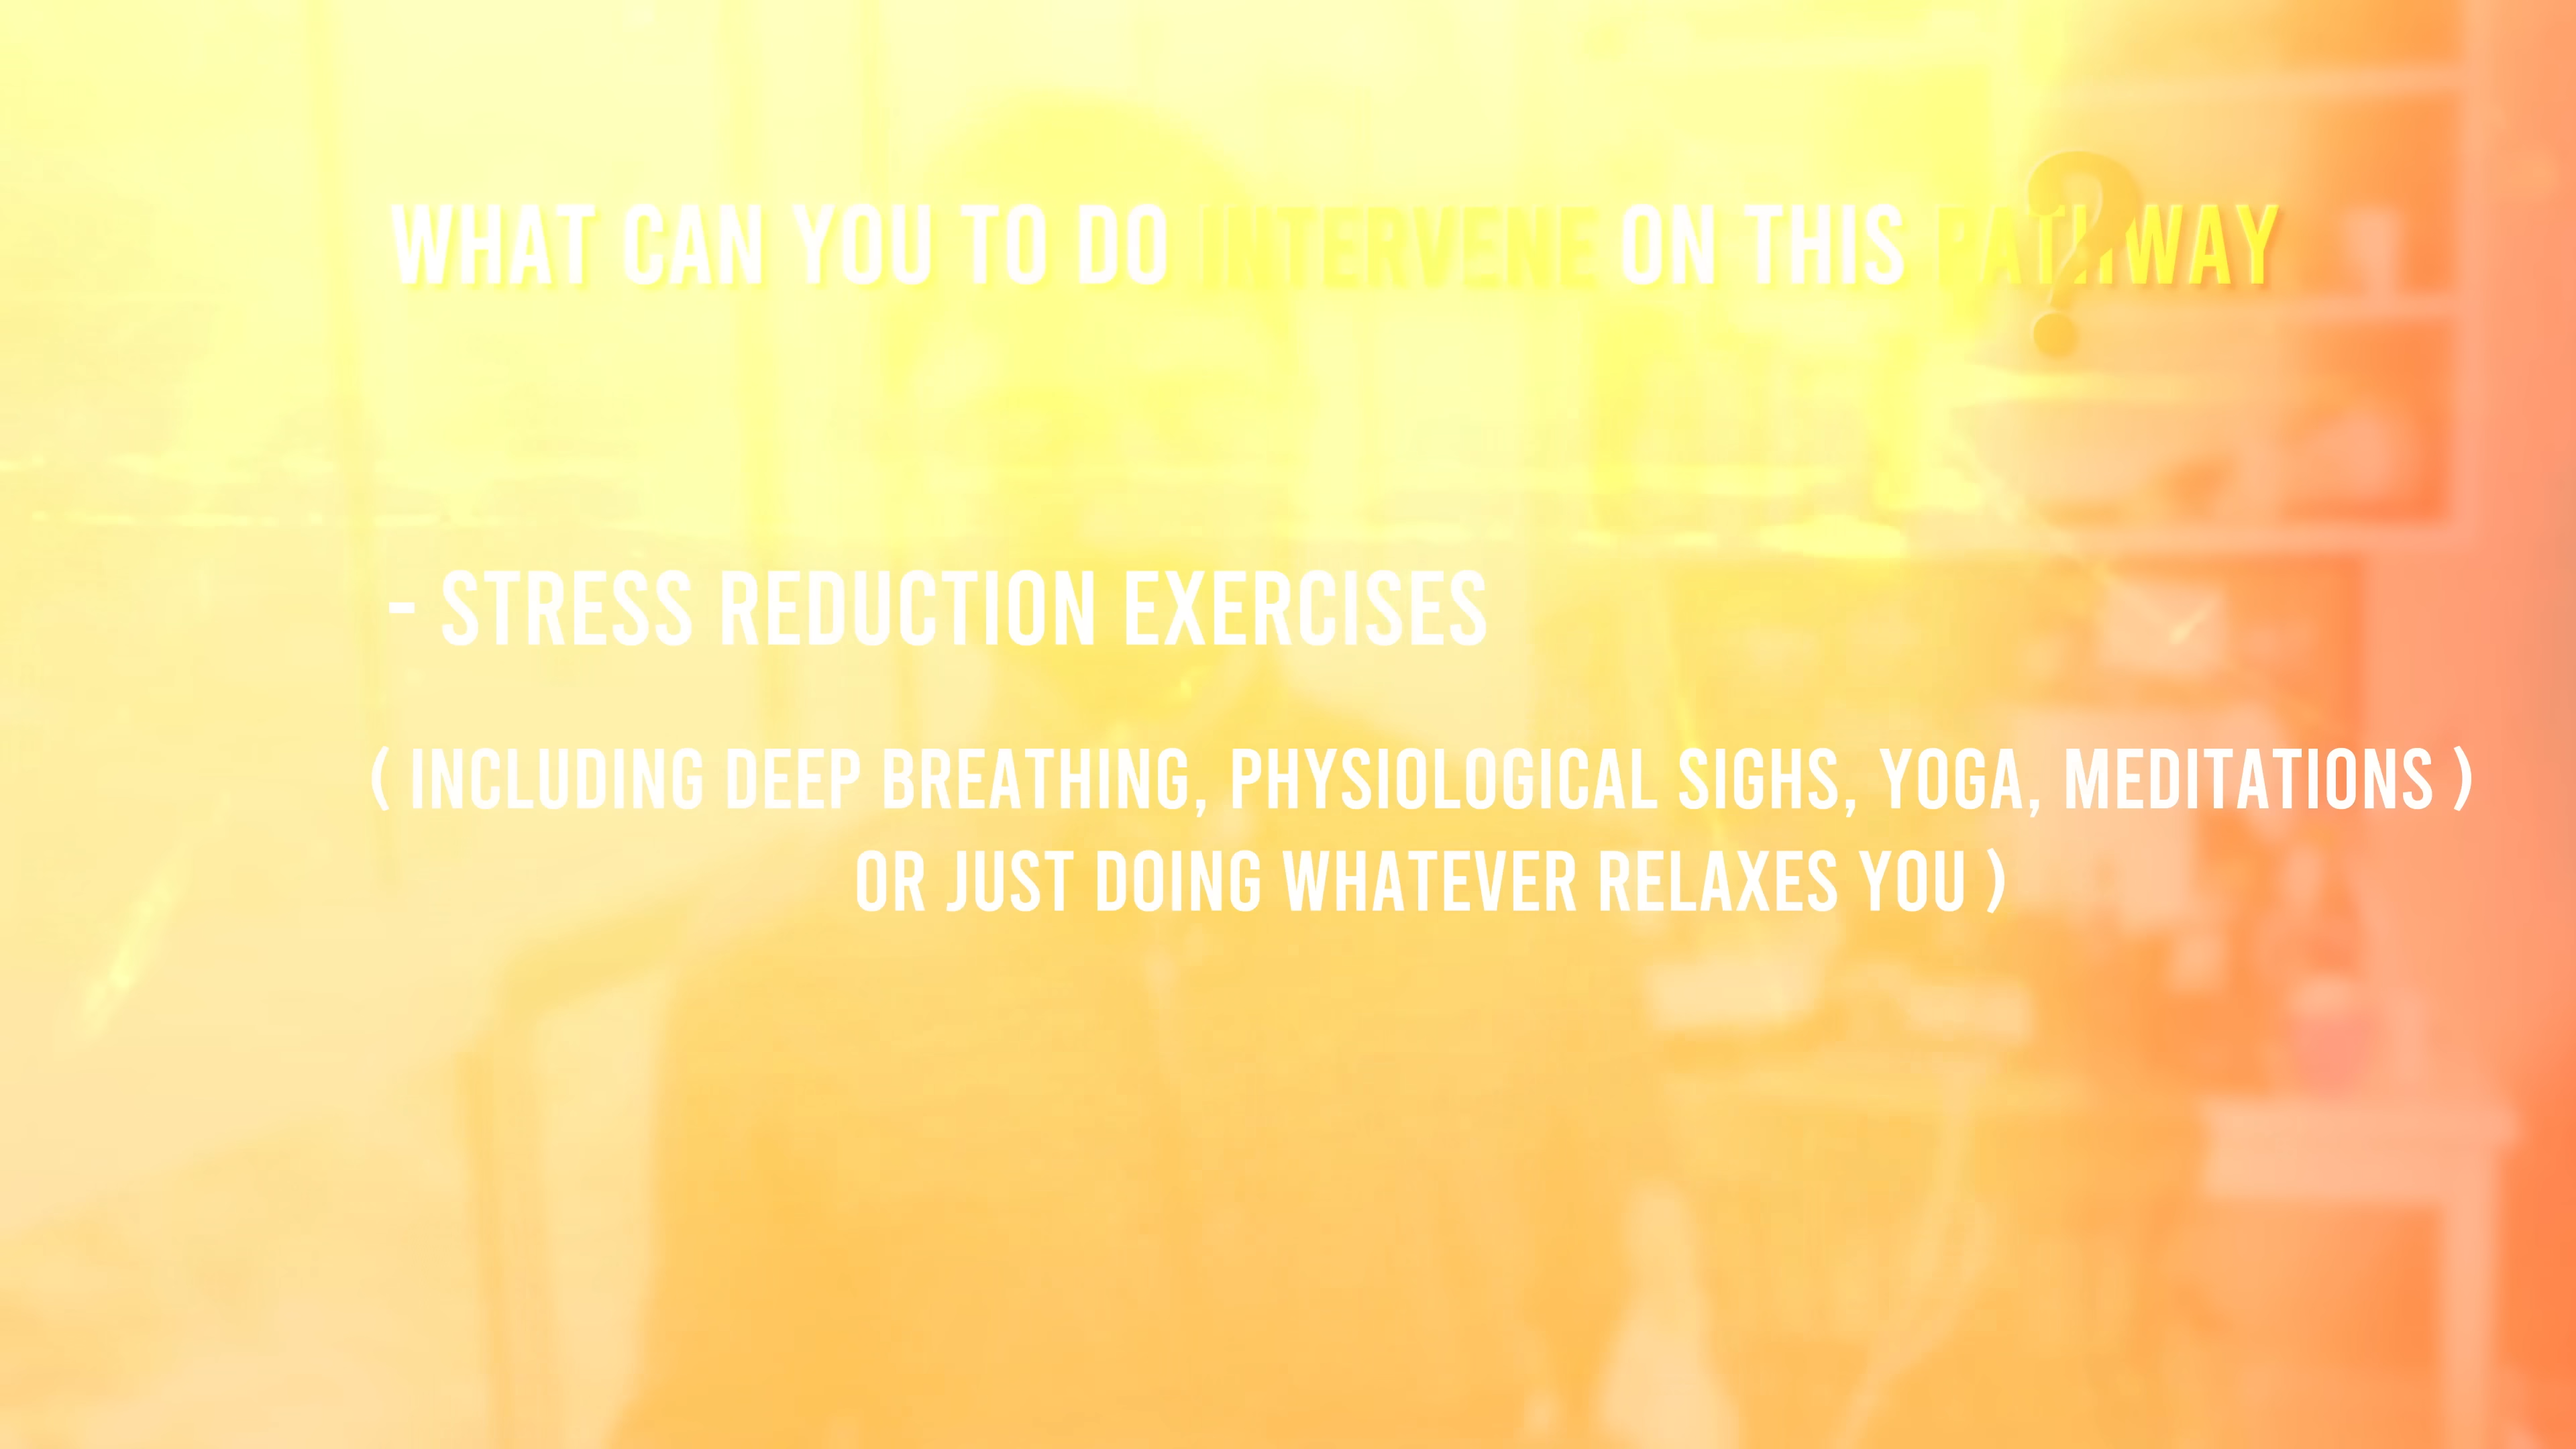 WHAT CAN YOU TO DO INTERVENE ON THIS PATHWAY ?
- STRESS REDUCTION EXERCISES
( INCLUDING DEEP BREATHING, PHYSIOLOGICAL SIGHS, YOGA, MEDITATIONS )
OR JUST DOING WHATEVER RELAXES YOU )